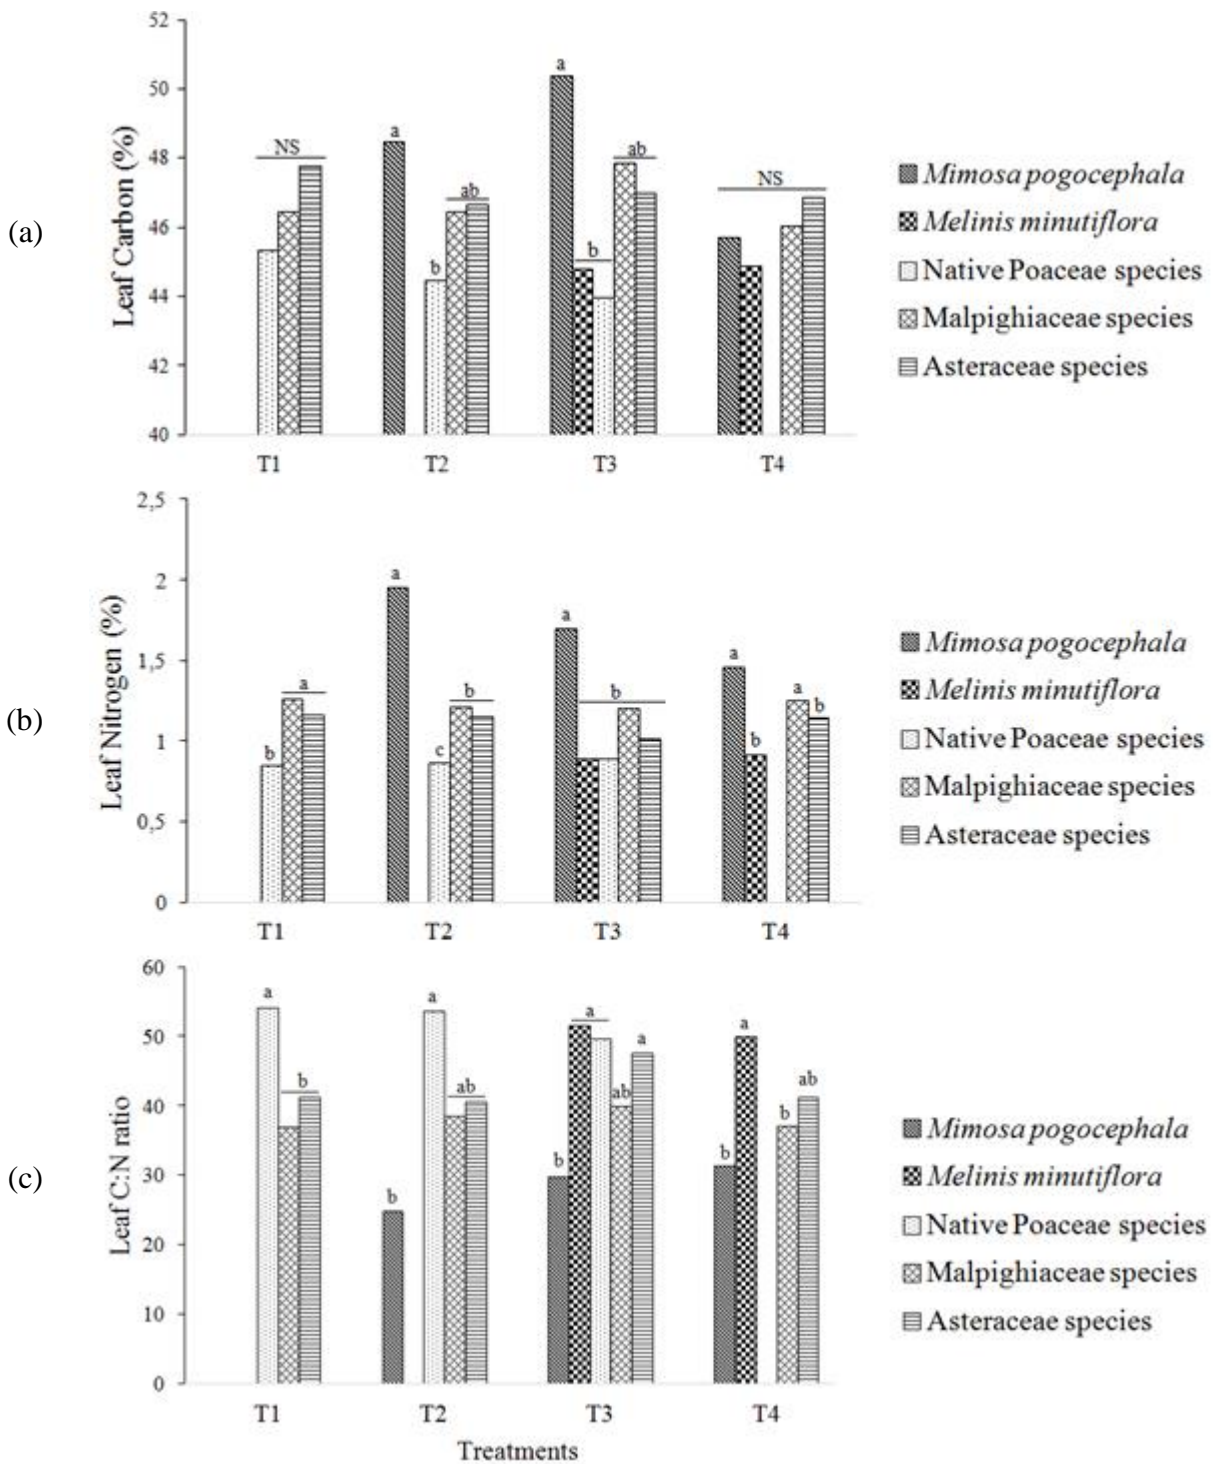 (a)
Leaf Carbon (%)
52
50
48
46
44
42
40
NS
a
b
ab
a
b
ab
NS
T1 T2 T3 T4
Mimosa pogocephala
Melinis minutiflora
Native Poaceae species
Malpighiaceae species
Asteraceae species
(b)
Leaf Nitrogen (%)
2,5
2
1,5
1
0,5
0
b
a
a
c
b
a
b
a
b
a
b
T1 T2 T3 T4
Mimosa pogocephala
Melinis minutiflora
Native Poaceae species
Malpighiaceae species
Asteraceae species
(c)
Leaf C:N ratio
60
50
40
30
20
10
0
a
b
b
a
ab
b
a
ab
a
b
a
b
ab
T1 T2 T3 T4
Treatments
Mimosa pogocephala
Melinis minutiflora
Native Poaceae species
Malpighiaceae species
Asteraceae species